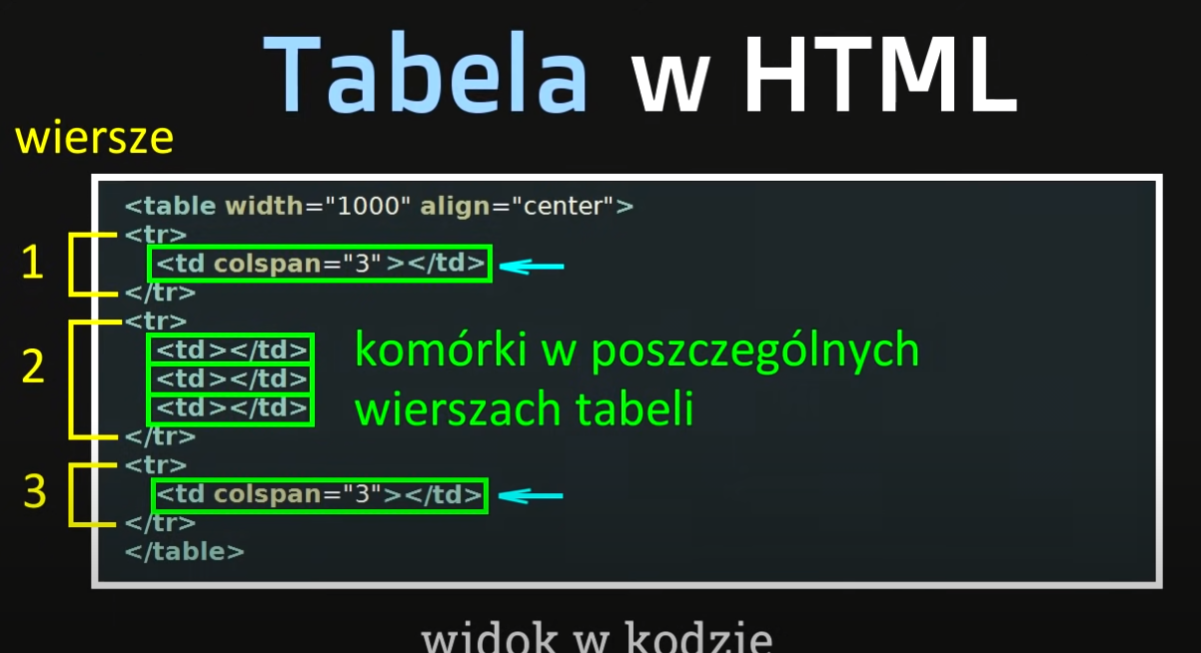 Tabela w HTML
wiersze
<table width="1000" align="center">
<tr>
1
<td colspan="3"></td>
</tr>
<tr>
<td></td>
komórki w poszczególnych
2
<td></td>
<td></td>
wierszach tabeli
</tr>
<tr>
3
<td colspan="3"></td>
</tr>
</table>
widok w kodzie